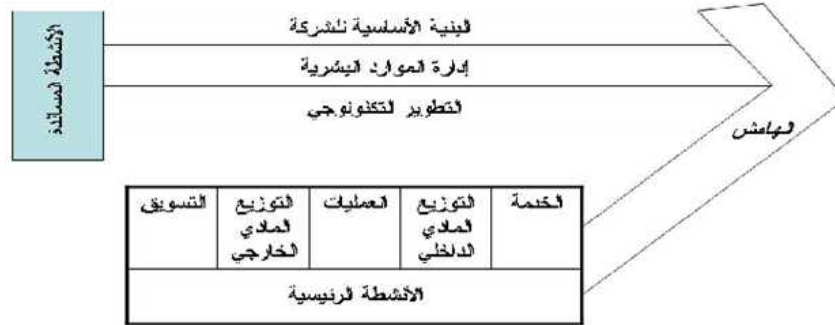 البنية الأساسية للشركة
إدارة الموارد البشرية
التطوير التكنولوجي
الأنشطة المساندة
الهامش
الخدمة
التوزيع
المادي
الداخلي
العمليات
التوزيع
المادي
الخارجي
التسويق
الأنشطة الرئيسية